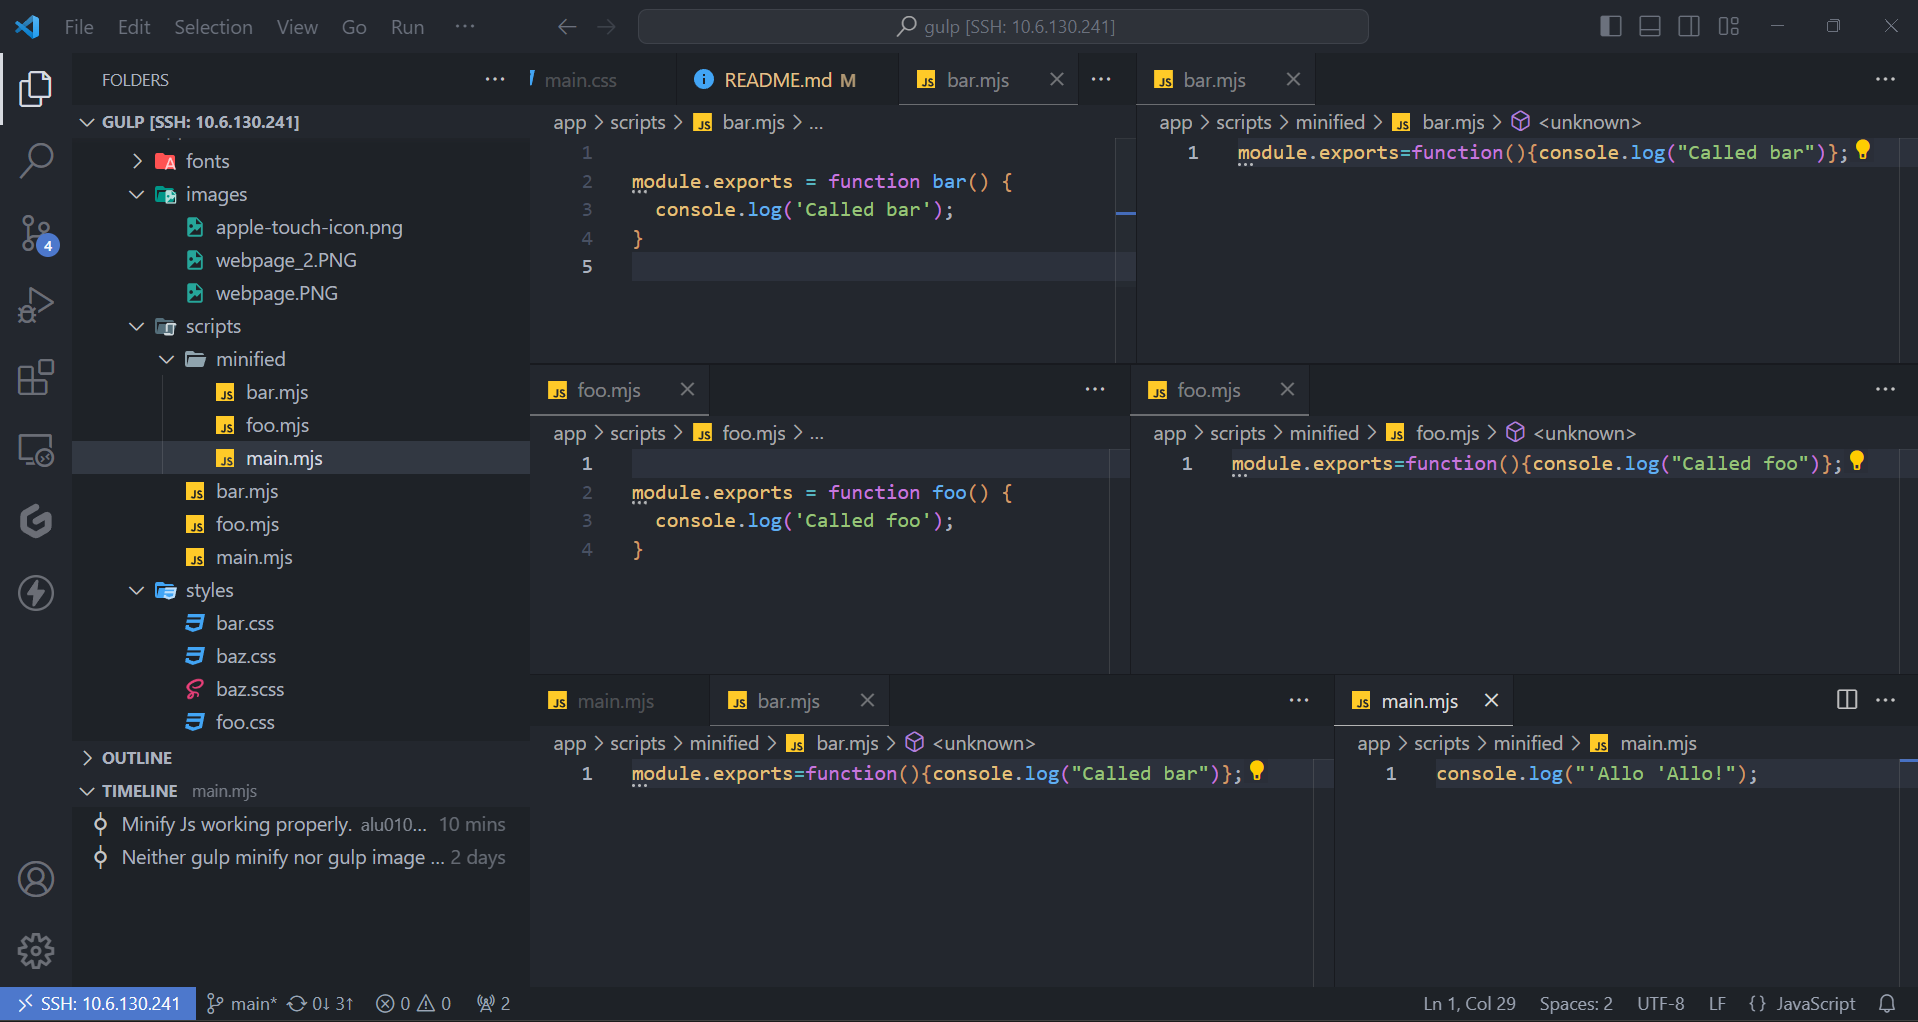 File Edit Selection View Go Run ...
gulp [SSH: 10.6.130.241]
FOLDERS
GULP [SSH: 10.6.130.241]
fonts
images
apple-touch-icon.png
webpage_2.PNG
webpage.PNG
scripts
minified
bar.mjs
foo.mjs
main.mjs
bar.mjs
foo.mjs
main.mjs
styles
bar.css
baz.css
baz.scss
foo.css
OUTLINE
TIMELINE main.mjs
Minify Js working properly. alu010... 10 mins
Neither gulp minify nor gulp image ... 2 days
main.css README.md M bar.mjs
app > scripts > JS bar.mjs > ...
1
2 module.exports = function bar() {
3 console.log('Called bar');
4 }
5
bar.mjs
app > scripts > minified > JS bar.mjs > <unknown>
1 module.exports=function(){console.log("Called bar")};
foo.mjs
app > scripts > JS foo.mjs > ...
1
2 module.exports = function foo() {
3 console.log('Called foo');
4 }
foo.mjs
app > scripts > minified > JS foo.mjs > <unknown>
1 module.exports=function(){console.log("Called foo")};
main.mjs bar.mjs
app > scripts > minified > JS bar.mjs > <unknown>
1 module.exports=function(){console.log("Called bar")};
main.mjs
app > scripts > minified > JS main.mjs
1 console.log("'Allo 'Allo!");
4
SSH: 10.6.130.241 main* 0↓ 3↑ 0 0 2
Ln 1, Col 29 Spaces: 2 UTF-8 LF {} JavaScript